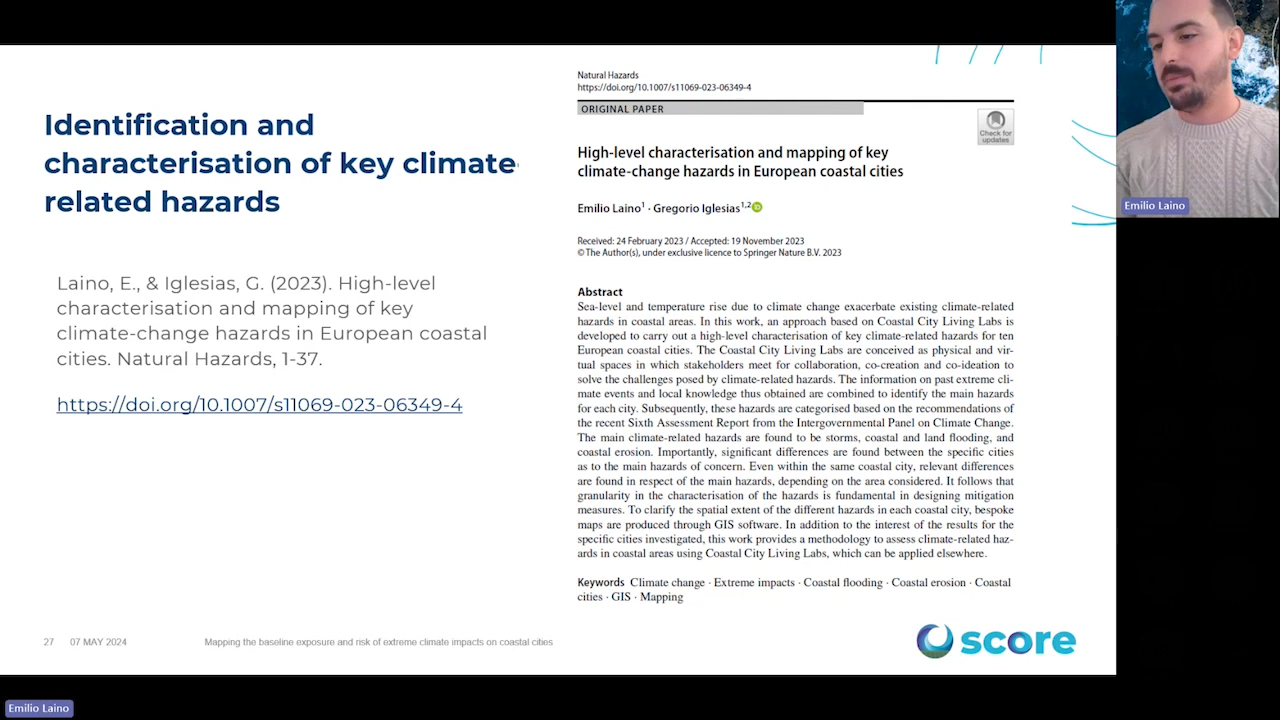 Identification and
characterisation of key climate
related hazards
Laino, E., & Iglesias, G. (2023). High-level
characterisation and mapping of key
climate-change hazards in European coastal
cities. Natural Hazards, 1-37.
https://doi.org/10.1007/s11069-023-06349-4
Natural Hazards
https://doi.org/10.1007/s11069-023-06349-4
ORIGINAL PAPER
Check for
updates
High-level characterisation and mapping of key
climate-change hazards in European coastal cities
Emilio Laino1 · Gregorio Iglesias1,2
Received: 24 February 2023 / Accepted: 19 November 2023
© The Author(s), under exclusive licence to Springer Nature B.V. 2023
Abstract
Sea-level and temperature rise due to climate change exacerbate existing climate-related
hazards in coastal areas. In this work, an approach based on Coastal City Living Labs is
developed to carry out a high-level characterisation of key climate-related hazards for ten
European coastal cities. The Coastal City Living Labs are conceived as physical and vir-
tual spaces in which stakeholders meet for collaboration, co-creation and co-ideation to
solve the challenges posed by climate-related hazards. The information on past extreme cli-
mate events and local knowledge thus obtained are combined to identify the main hazards
for each city. Subsequently, these hazards are categorised based on the recommendations of
the recent Sixth Assessment Report from the Intergovernmental Panel on Climate Change.
The main climate-related hazards are found to be storms, coastal and land flooding, and
coastal erosion. Importantly, significant differences are found between the specific cities
as to the main hazards of concern. Even within the same coastal city, relevant differences
are found in respect of the main hazards, depending on the area considered. It follows that
granularity in the characterisation of the hazards is fundamental in designing mitigation
measures. To clarify the spatial extent of the different hazards in each coastal city, bespoke
maps are produced through GIS software. In addition to the interest of the results for the
specific cities investigated, this work provides a methodology to assess climate-related haz-
ards in coastal areas using Coastal City Living Labs, which can be applied elsewhere.
Keywords Climate change · Extreme impacts · Coastal flooding · Coastal erosion · Coastal
cities · GIS · Mapping
27 07 MAY 2024 Mapping the baseline exposure and risk of extreme climate impacts on coastal cities
score
Emilio Laino
Emilio Laino